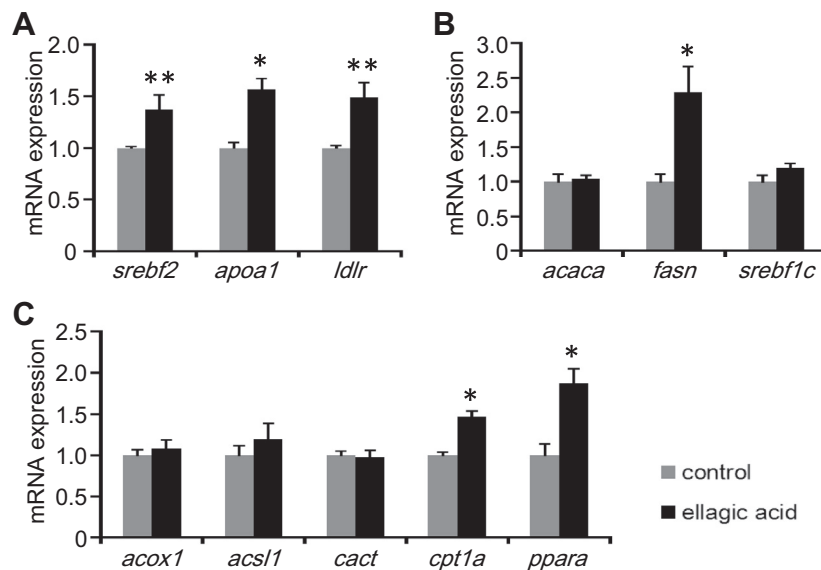 A
2.0
1.5
1.0
0.5
0
mRNA expression
** * **
srebf2 apoa1 ldlr
B
3.0
2.5
2.0
1.5
1.0
0.5
0
mRNA expression
*
acaca fasn srebf1c
C
2.5
2.0
1.5
1.0
0.5
0
mRNA expression
* *
acox1 acsl1 cact cpt1a ppara
control
ellagic acid